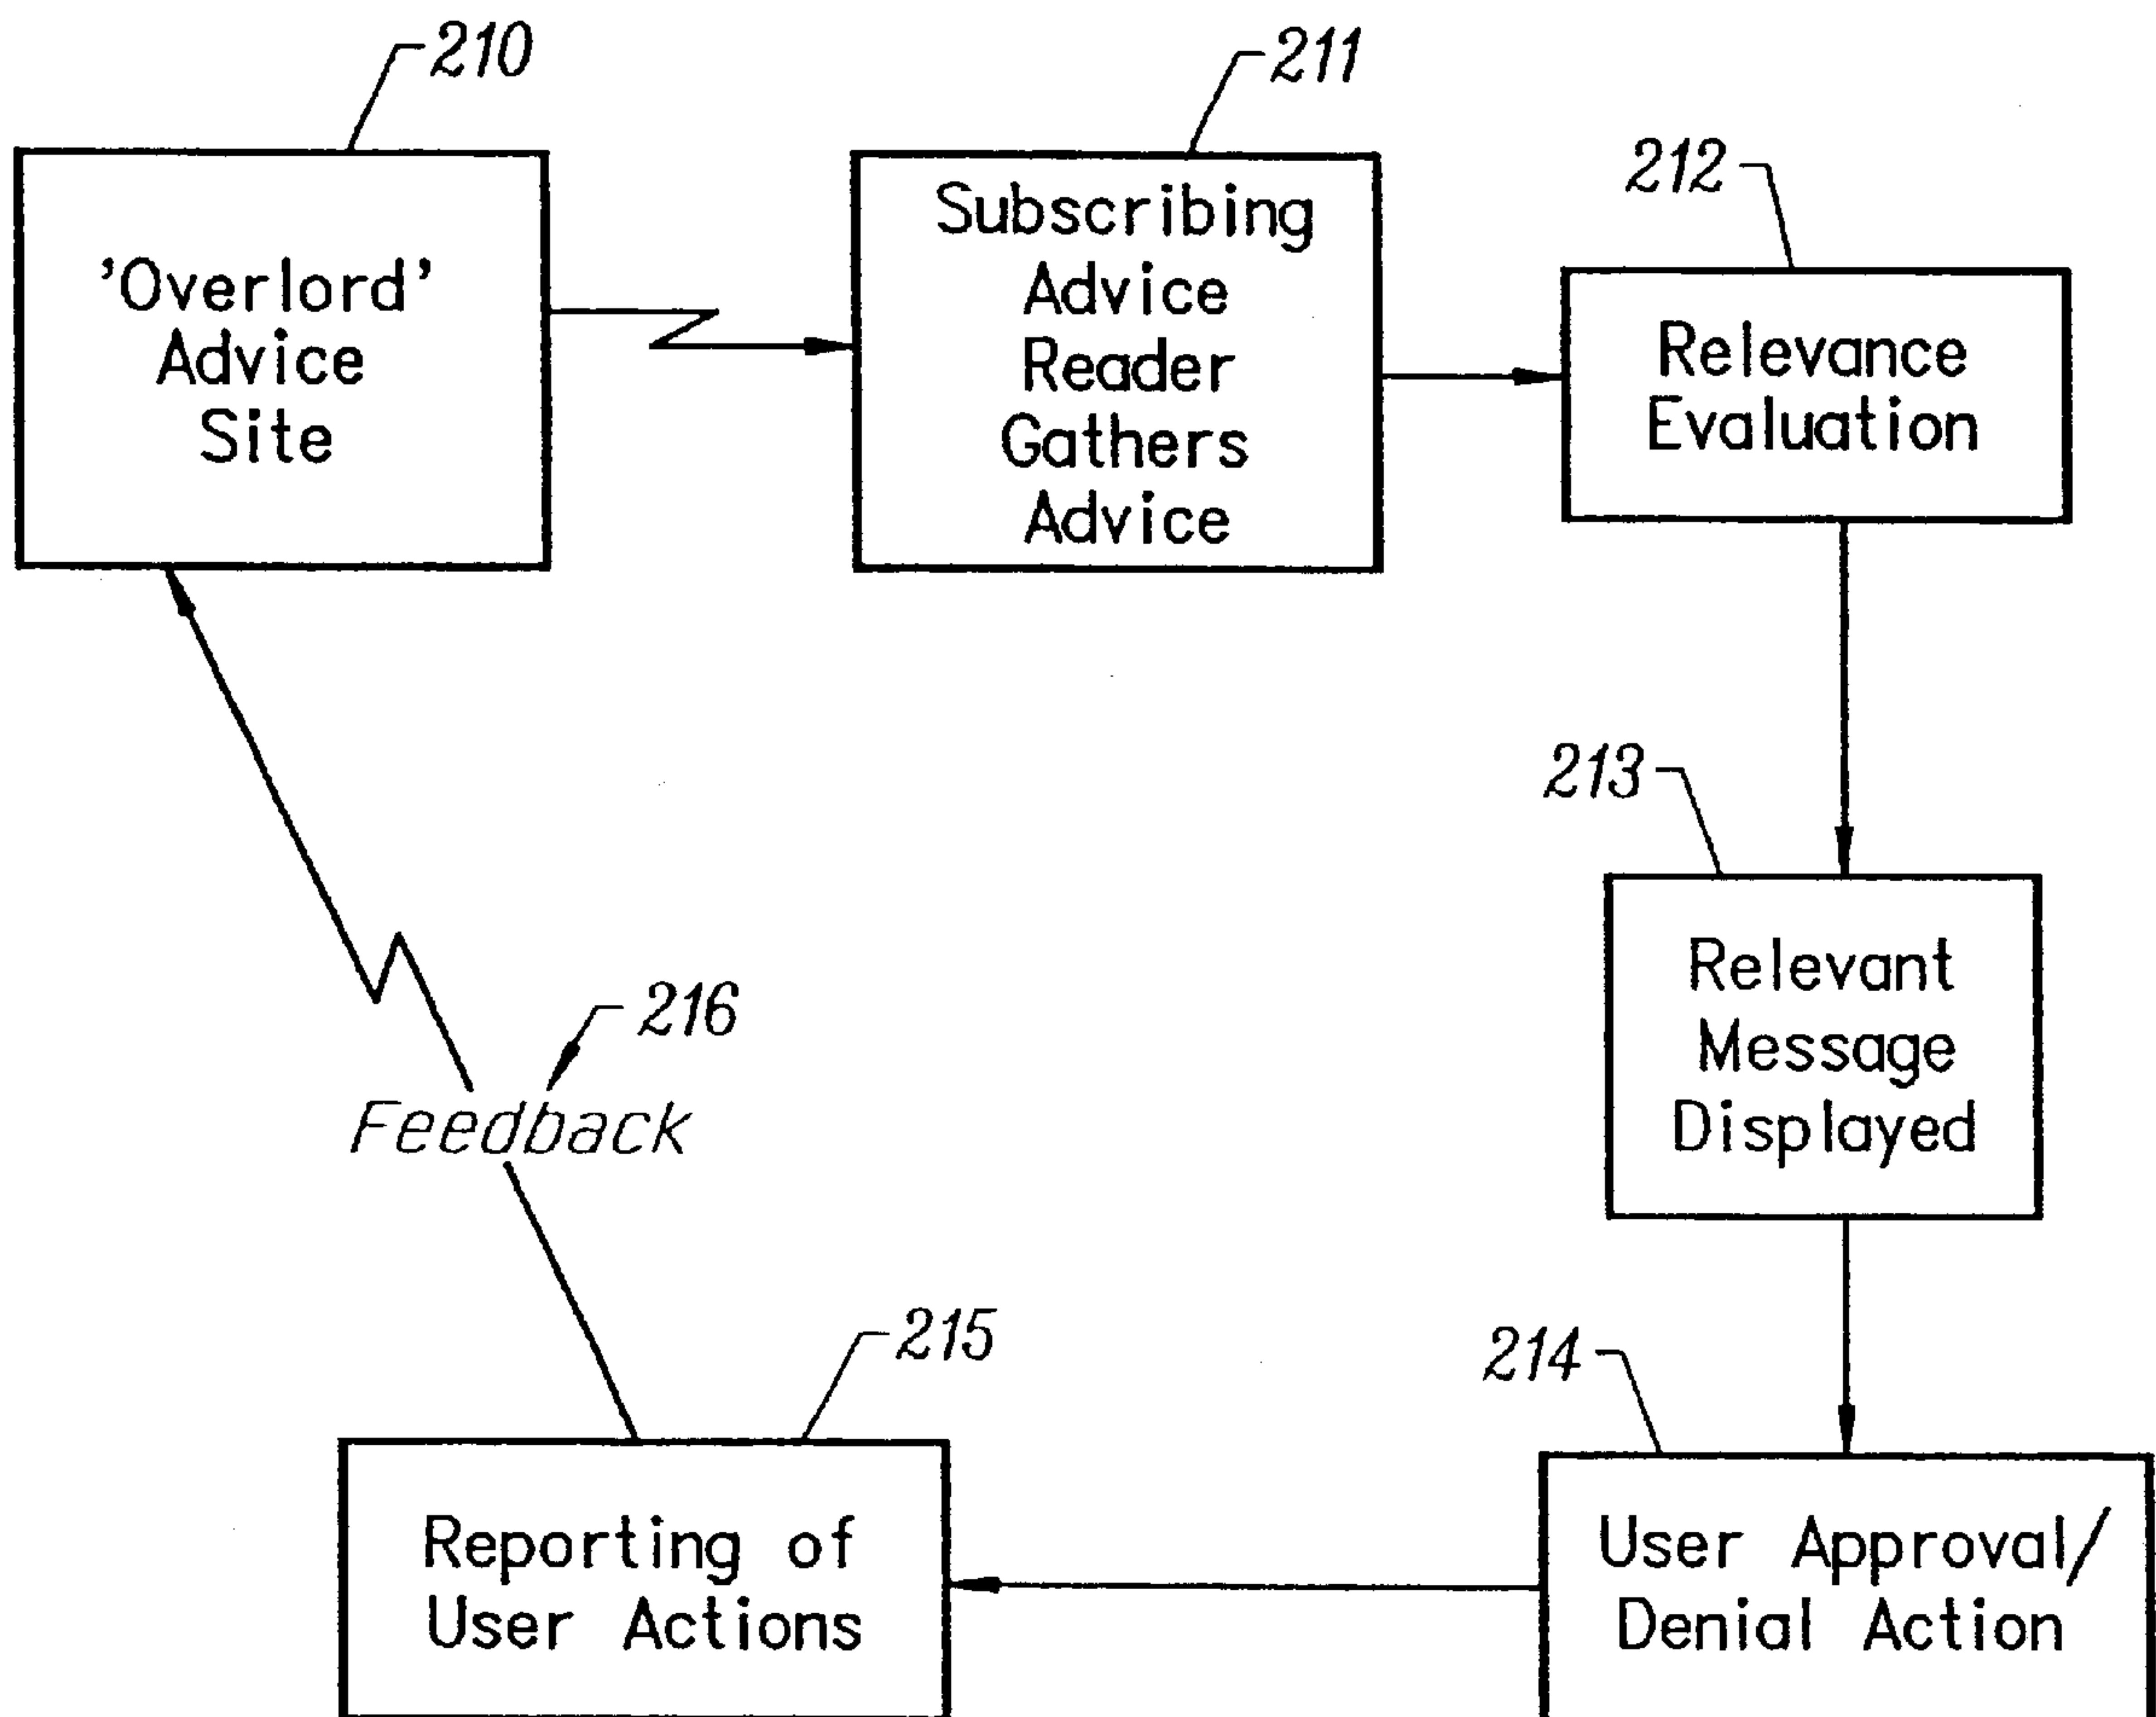 210
'Overlord'
Advice
Site
211
Subscribing
Advice
Reader
Gathers
Advice
212
Relevance
Evaluation
213
Relevant
Message
Displayed
214
User Approval/
Denial Action
215
Reporting of
User Actions
216
Feedback